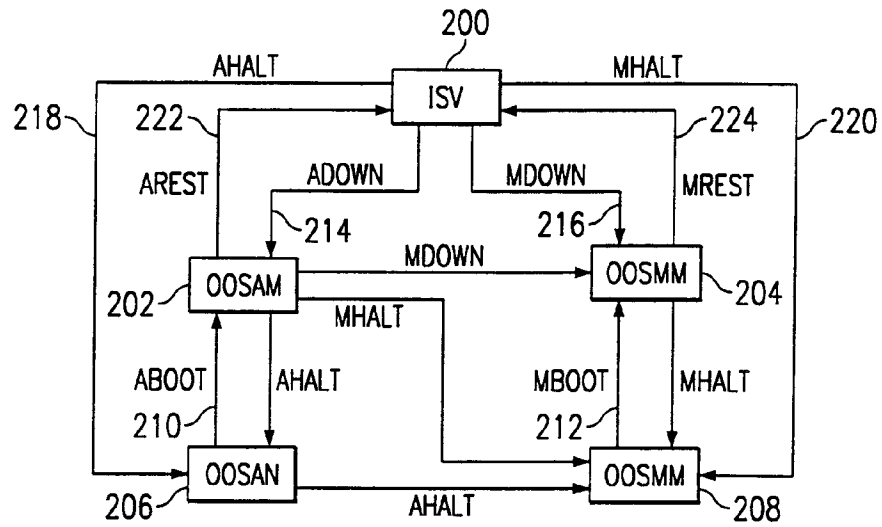 200
AHALT
MHALT
ISV
218
222
224
220
ADOWN
MDOWN
AREST
MREST
214
216
MDOWN
OOSAM
OOSMM
202
204
MHALT
ABOOT
AHALT
MBOOT
MHALT
210
212
OOSAN
OOSMM
206
AHALT
208